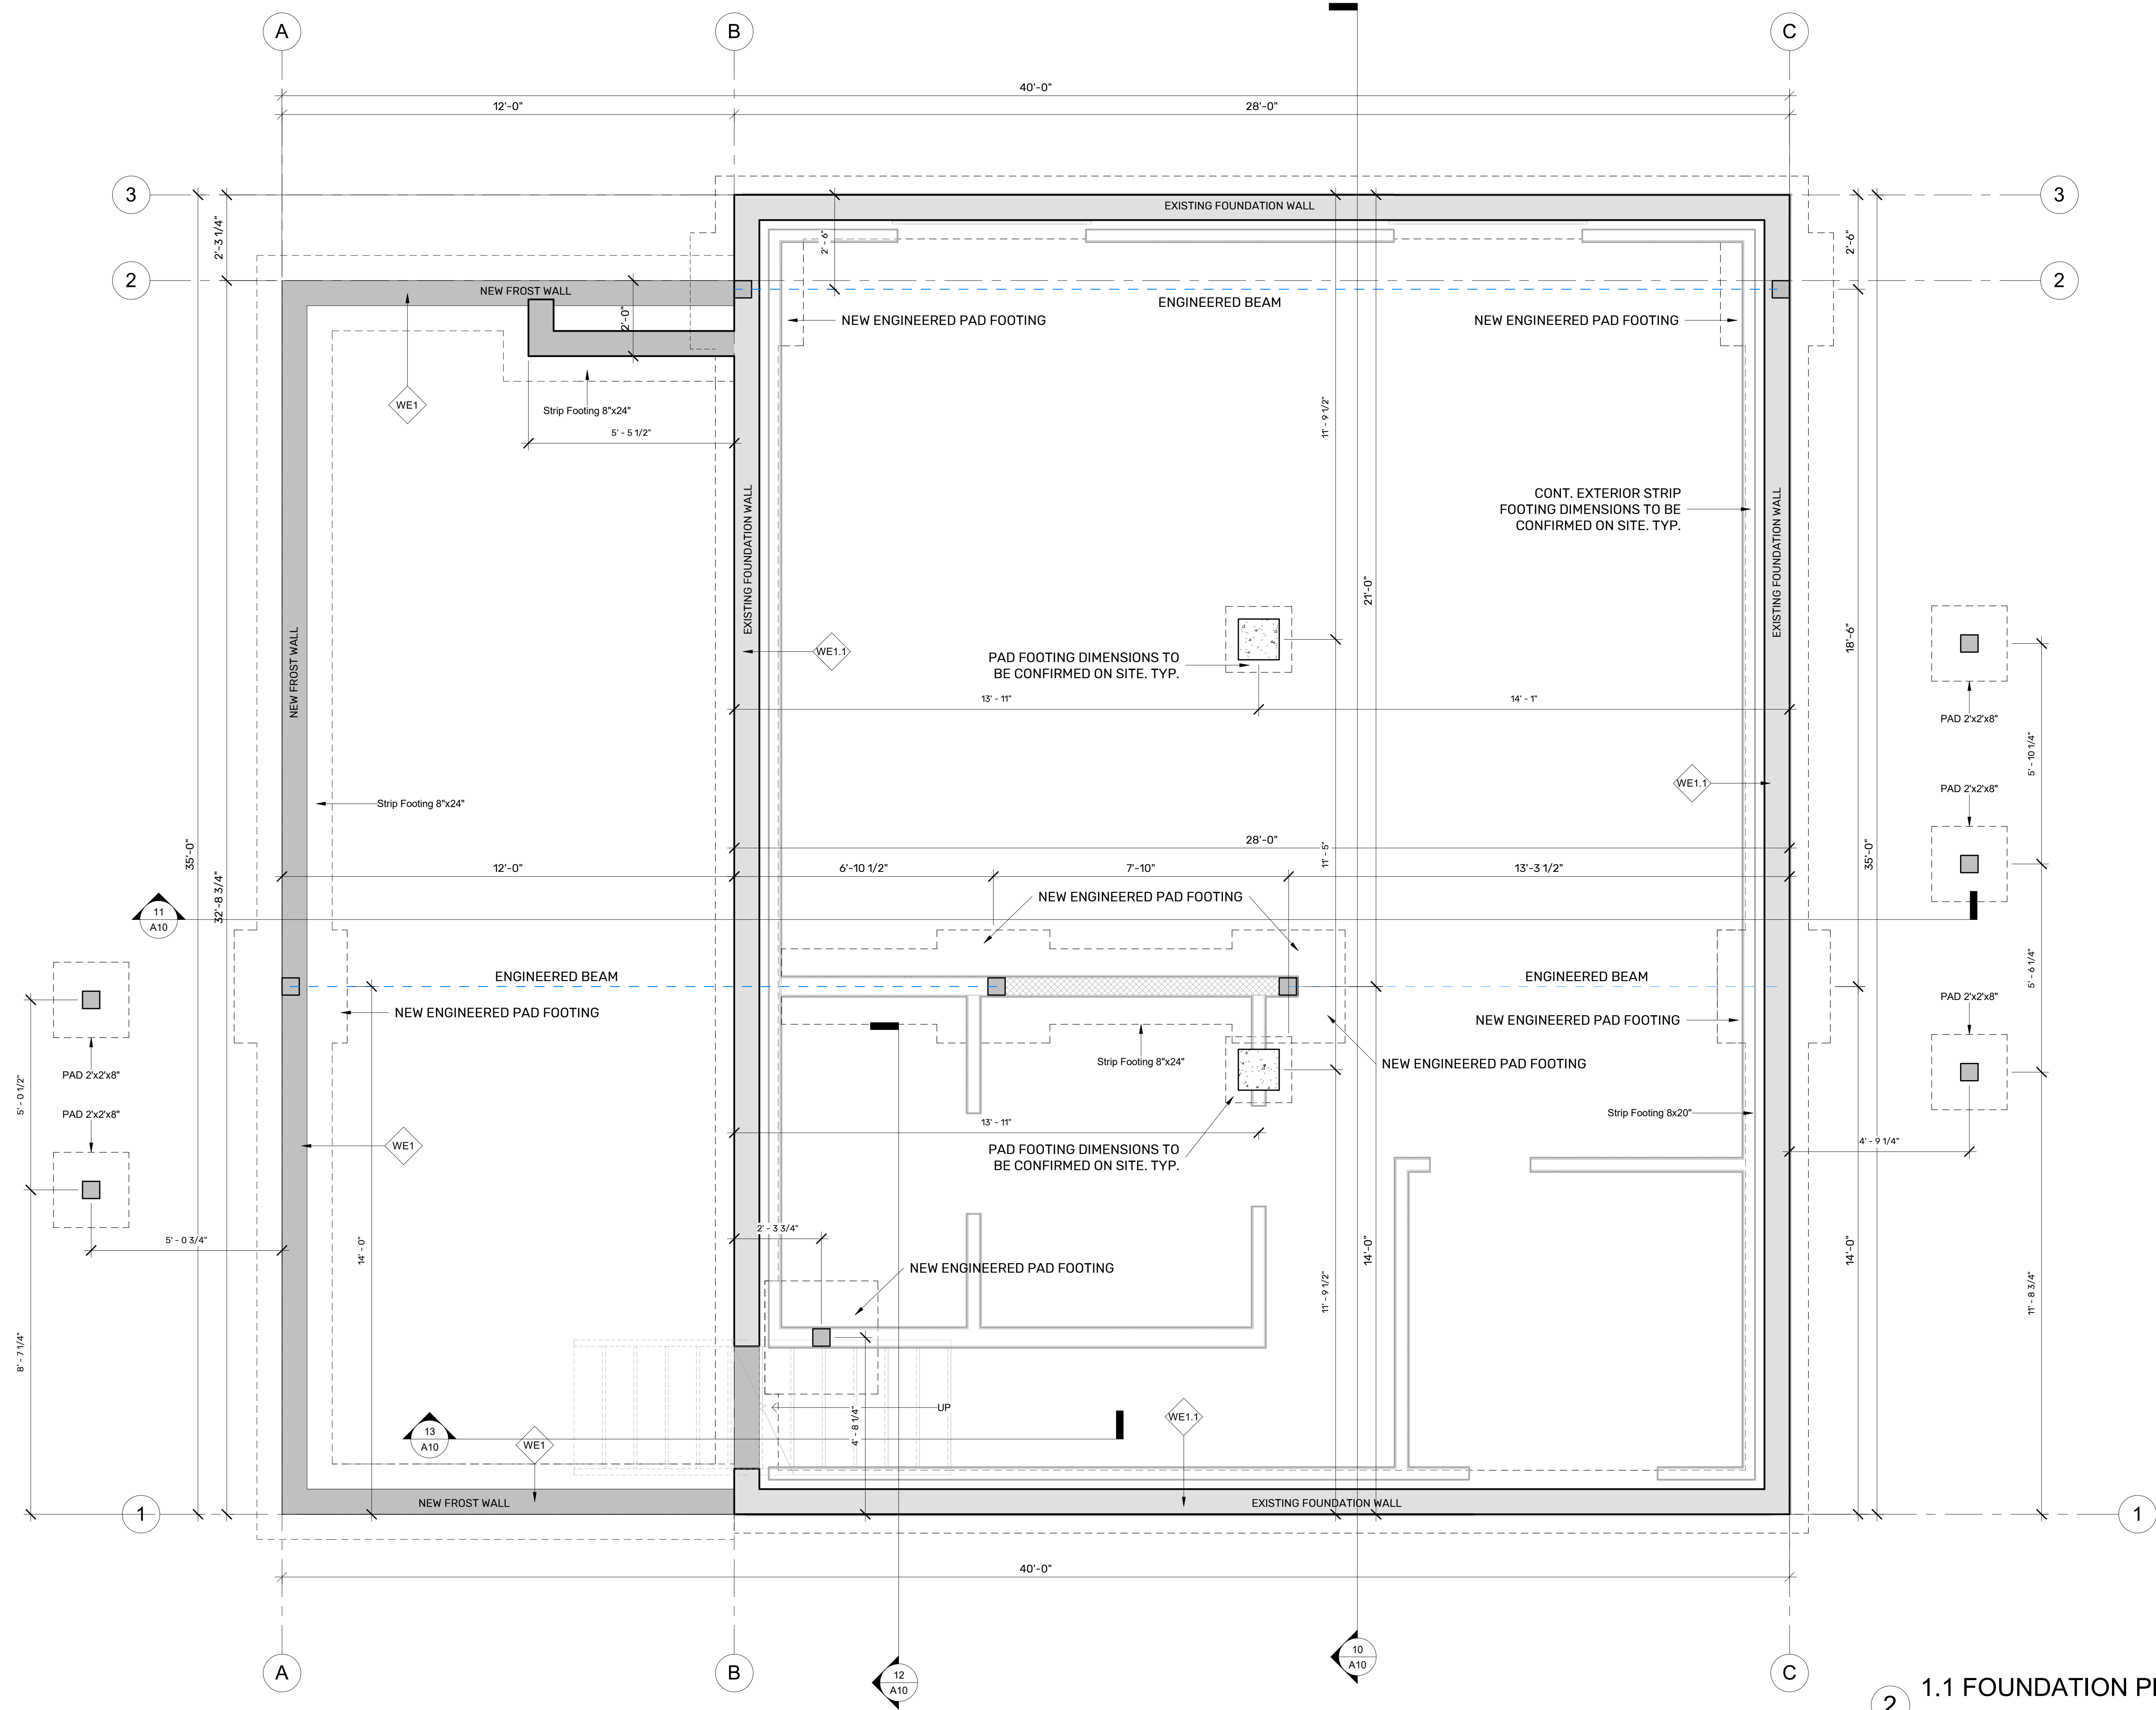 A
B
C
40'-0"
12'-0"
28'-0"
3
3
EXISTING FOUNDATION WALL
2'-3 1/4"
2' - 6"
2'-6"
2
2
NEW FROST WALL
ENGINEERED BEAM
2'-0"
NEW ENGINEERED PAD FOOTING
NEW ENGINEERED PAD FOOTING
WE1
Strip Footing 8"x24"
5' - 5 1/2"
11' - 9 1/2"
CONT. EXTERIOR STRIP
FOOTING DIMENSIONS TO BE
CONFIRMED ON SITE. TYP.
EXISTING FOUNDATION WALL
EXISTING FOUNDATION WALL
21'-0"
18'-6"
NEW FROST WALL
WE1.1
PAD FOOTING DIMENSIONS TO
BE CONFIRMED ON SITE. TYP.
13' - 11"
14' - 1"
PAD 2'x2'x8"
5' - 10 1/4"
WE1.1
PAD 2'x2'x8"
Strip Footing 8"x24"
35'-0"
32'-8 3/4"
28'-0"
11' - 5"
35'-0"
12'-0"
6'-10 1/2"
7'-10"
13'-3 1/2"
NEW ENGINEERED PAD FOOTING
11
A10
5' - 6 1/4"
ENGINEERED BEAM
ENGINEERED BEAM
PAD 2'x2'x8"
NEW ENGINEERED PAD FOOTING
NEW ENGINEERED PAD FOOTING
Strip Footing 8"x24"
NEW ENGINEERED PAD FOOTING
PAD 2'x2'x8"
5' - 0 1/2"
PAD 2'x2'x8"
Strip Footing 8x20"
13' - 11"
WE1
PAD FOOTING DIMENSIONS TO
BE CONFIRMED ON SITE. TYP.
4' - 9 1/4"
5' - 0 3/4"
2' - 3 3/4"
14' - 0"
NEW ENGINEERED PAD FOOTING
11' - 9 1/2"
14'-0"
14'-0"
11' - 8 3/4"
8' - 7 1/4"
UP
4' - 8 1/4"
WE1.1
13
A10
WE1
NEW FROST WALL
EXISTING FOUNDATION WALL
1
1
40'-0"
A
B
C
12
A10
10
A10
2
1.1 FOUNDATION